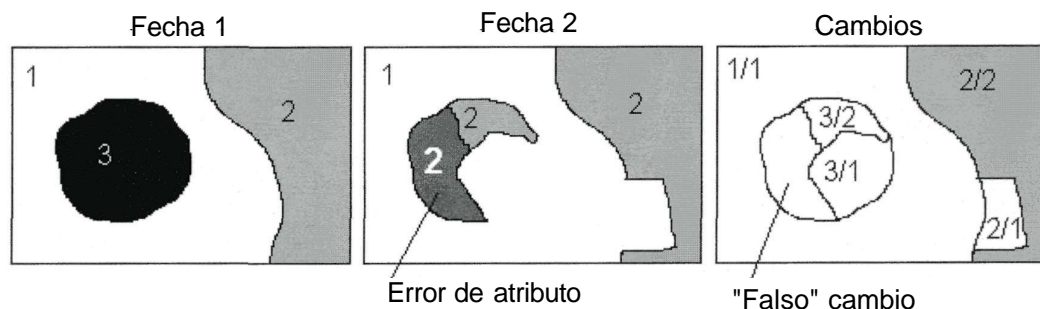 Fecha 1
Fecha 2
Cambios
1
2
3
1
2
2
2
1/1
2/2
3/2
3/1
2/1
Error de atributo
"Falso" cambio